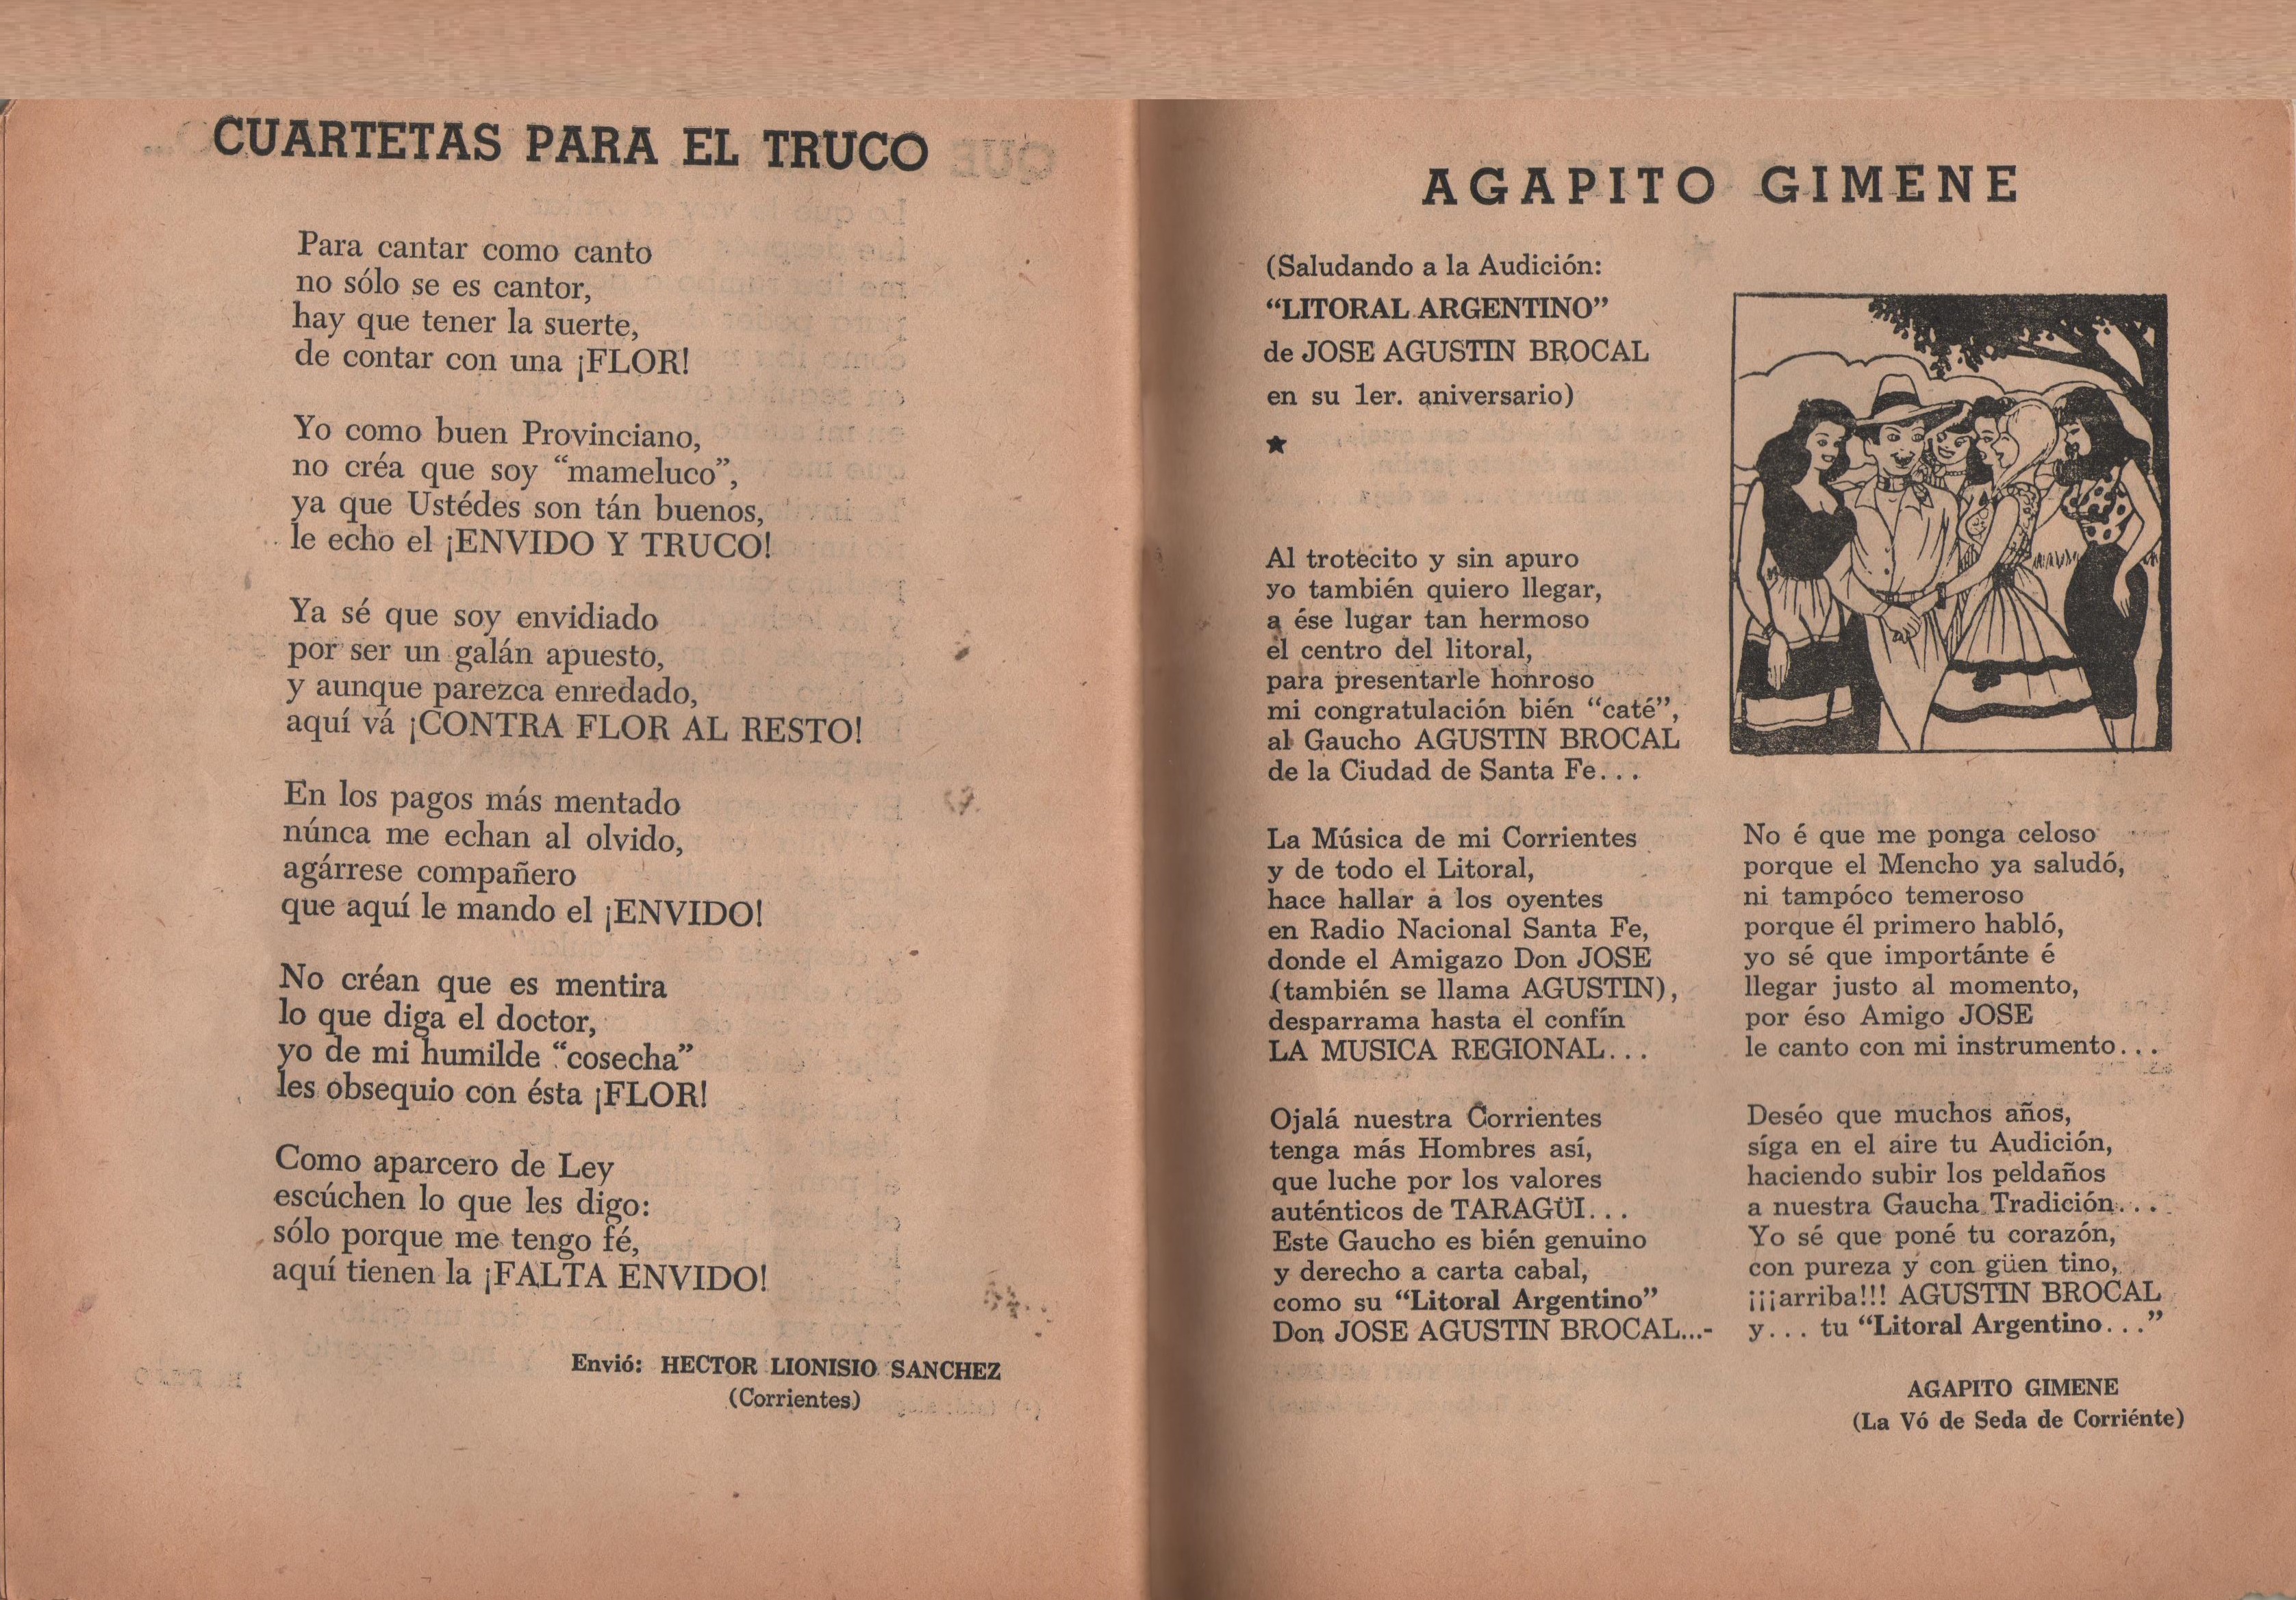 CUARTETAS PARA EL TRUCO
Para cantar como canto
no sólo se es cantor,
hay que tener la suerte,
de contar con una ¡FLOR!
Yo como buen Provinciano,
no créa que soy “mameluco”,
ya que Ustédes son tán buenos,
le echo el ¡ENVIDO Y TRUCO!
Ya sé que soy envidiado
por ser un galán apuesto,
y aunque parezca enredado,
aquí vá ¡CONTRA FLOR AL RESTO!
En los pagos más mentado
núnca me echan al olvido,
agárrese compañero
que aquí le mando el ¡ENVIDO!
No créan que es mentira
lo que diga el doctor,
yo de mi humilde “cosecha”
les obsequio con ésta ¡FLOR!
Como aparcero de Ley
escúchen lo que les digo:
sólo porque me tengo fé,
aquí tienen la ¡FALTA ENVIDO!
Envió: HECTOR LIONISIO SANCHEZ
(Corrientes)
AGAPITO GIMENE
(Saludando a la Audición:
“LITORAL ARGENTINO”
de JOSE AGUSTIN BROCAL
en su 1er. aniversario)
★
Al trotecito y sin apuro
yo también quiero llegar,
a ése lugar tan hermoso
el centro del litoral,
para presentarle honroso
mi congratulación bién “caté”,
al Gaucho AGUSTIN BROCAL
de la Ciudad de Santa Fe...
La Música de mi Corrientes
y de todo el Litoral,
hace hallar a los oyentes
en Radio Nacional Santa Fe,
donde el Amigazo Don JOSE
(también se llama AGUSTIN),
desparrama hasta el confín
LA MUSICA REGIONAL...
Ojalá nuestra Corrientes
tenga más Hombres así,
que luche por los valores
auténticos de TARAGÜI...
Este Gaucho es bién genuino
y derecho a carta cabal,
como su “Litoral Argentino”
Don JOSE AGUSTIN BROCAL...-
No é que me ponga celoso
porque el Mencho ya saludó,
ni tampóco temeroso
porque él primero habló,
yo sé que importánte é
llegar justo al momento,
por éso Amigo JOSE
le canto con mi instrumento...
Deséo que muchos años,
síga en el aire tu Audición,
haciendo subir los peldaños
a nuestra Gaucha Tradición...
Yo sé que poné tu corazón,
con pureza y con güen tino,
¡¡¡arriba!!! AGUSTIN BROCAL
y... tu “Litoral Argentino...”
AGAPITO GIMENE
(La Vó de Seda de Corriénte)